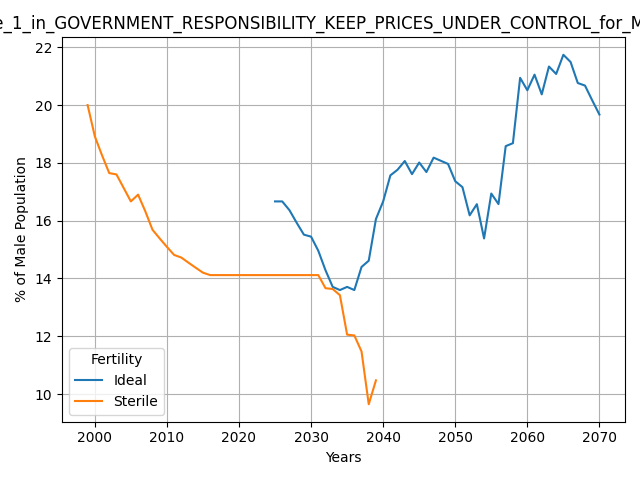 e_1_in_GOVERNMENT_RESPONSIBILITY_KEEP_PRICES_UNDER_CONTROL_for_M
22
20
18
16
14
12
10
% of Male Population
Fertility
Ideal
Sterile
2000 2010 2020 2030 2040 2050 2060 2070
Years